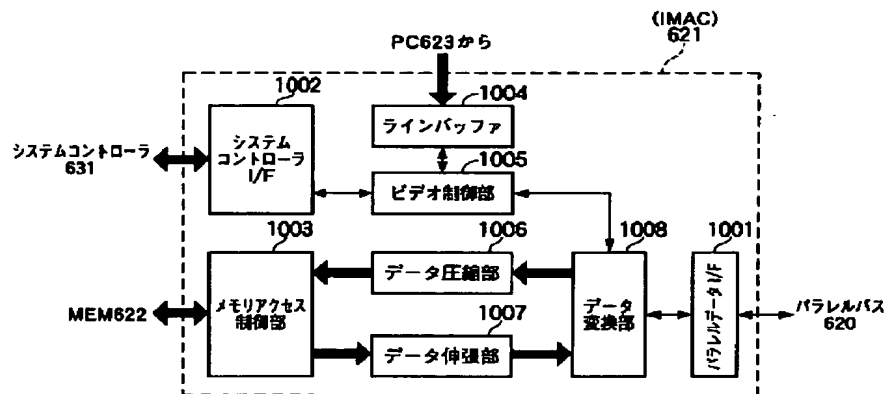 (IMAC)
621
PC623から
1002
システム
コントローラ
I/F
1004
ラインバッファ
システムコントローラ
631
1005
ビデオ制御部
1003
メモリアクセス
制御部
1006
データ圧縮部
1008
データ
変換部
1001
パラレルデータI/F
MEM622
1007
データ伸張部
パラレルバス
620